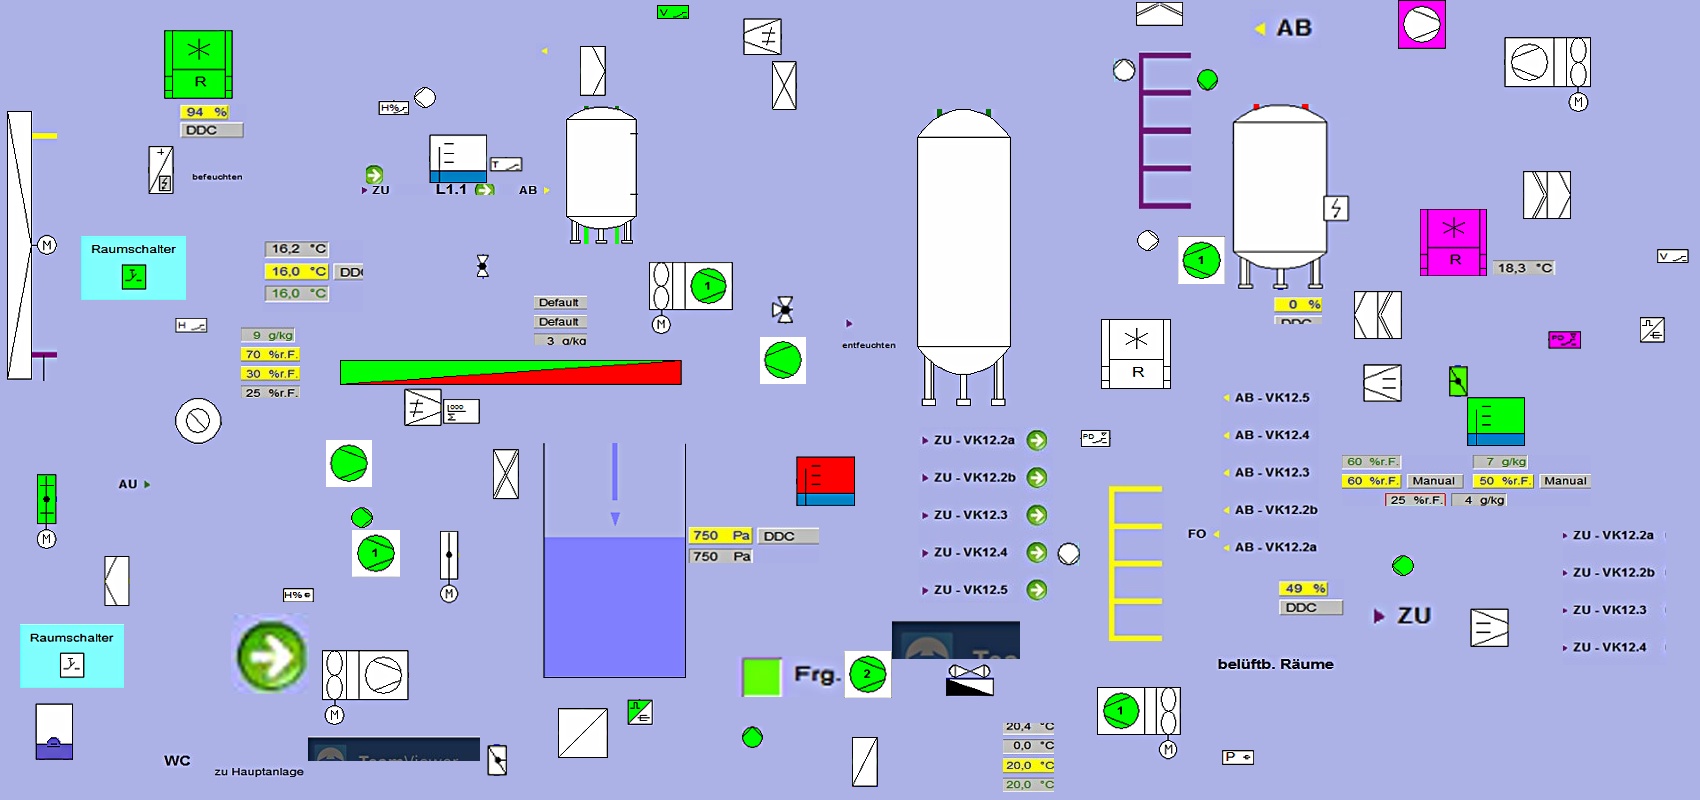 V
AB
R
94 %
DDC
H%
M
T
befeuchten
ZU
L1.1
AB
R
18,3 °C
V
M
Raumschalter
16,2 °C
16,0 °C
16,0 °C
1
1
M
0 %
Default
Default
3 g/kg
H
entfeuchten
9 g/kg
70 %r.F.
30 %r.F.
25 %r.F.
PD
R
1000
Σ
AB - VK12.5
AB - VK12.4
AB - VK12.3
AB - VK12.2b
AB - VK12.2a
ZU - VK12.2a
ZU - VK12.2b
ZU - VK12.3
ZU - VK12.4
ZU - VK12.5
PD
60 %r.F.
60 %r.F.
Manual
25 %r.F.
7 g/kg
50 %r.F.
Manual
4 g/kg
AU
M
1
M
750 Pa
DDC
750 Pa
FO
ZU - VK12.2a
ZU - VK12.2b
ZU - VK12.3
ZU - VK12.4
H%
49 %
DDC
ZU
Raumschalter
belüftb. Räume
Frg.
2
M
1
M
20,4 °C
0,0 °C
20,0 °C
20,0 °C
P
WC
zu Hauptanlage